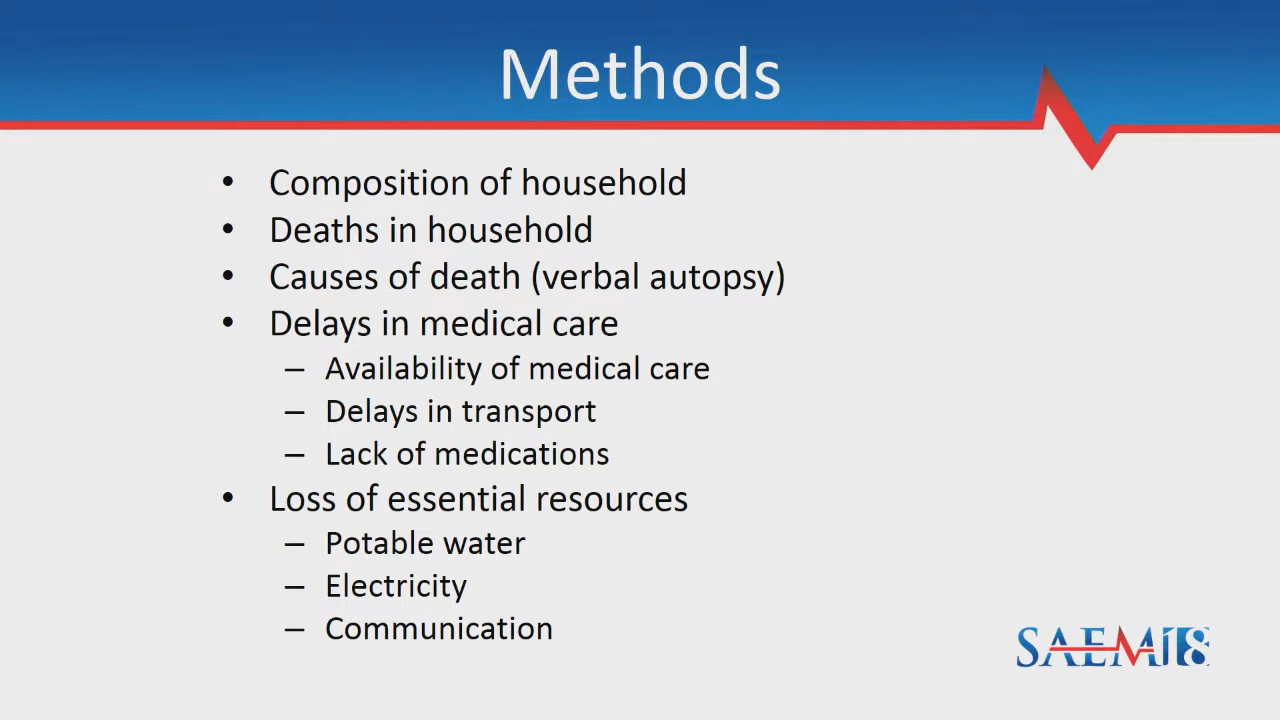 Methods
• Composition of household
• Deaths in household
• Causes of death (verbal autopsy)
• Delays in medical care
– Availability of medical care
– Delays in transport
– Lack of medications
• Loss of essential resources
– Potable water
– Electricity
– Communication
SAEM18